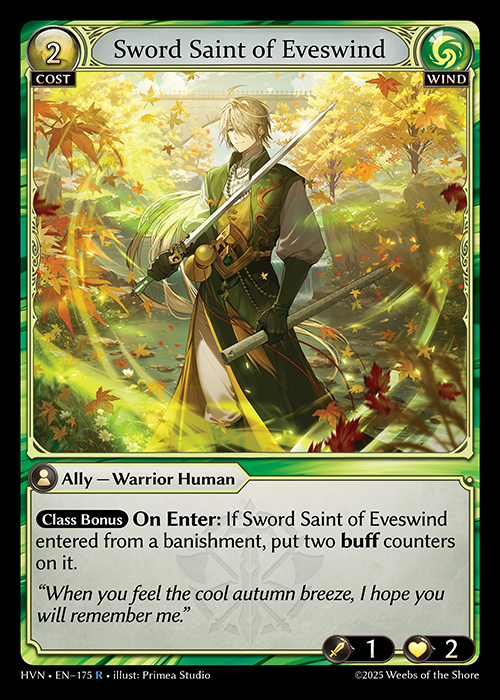 2
Sword Saint of Eveswind
COST
WIND
Ally — Warrior Human
Class Bonus On Enter: If Sword Saint of Eveswind
entered from a banishment, put two buff counters
on it.
“When you feel the cool autumn breeze, I hope you
will remember me.”
1
2
HVN • EN–175 R • illust: Primea Studio
©2025 Weebs of the Shore